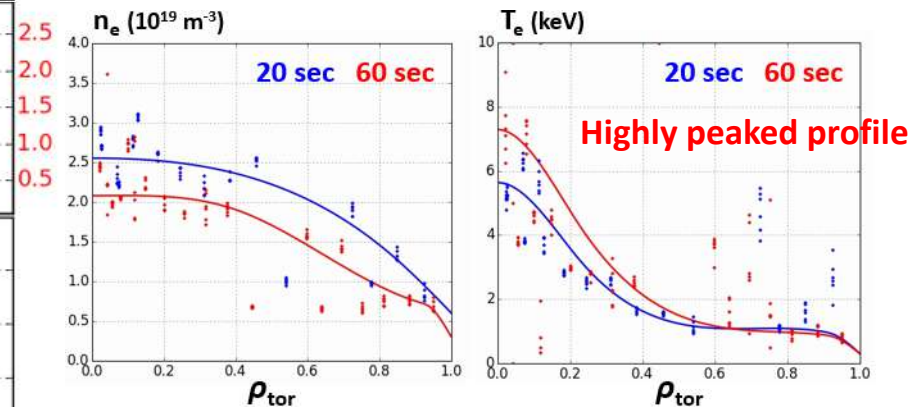 2.5
2.0
1.5
1.0
0.5
nₑ (10¹⁹ m⁻³)
20 sec 60 sec
4.0
3.5
3.0
2.5
2.0
1.5
1.0
0.5
0.0
0.0 0.2 0.4 0.6 0.8 1.0
ρtor
Tₑ (keV)
20 sec 60 sec
Highly peaked profile
10
8
6
4
2
0
0.0 0.2 0.4 0.6 0.8 1.0
ρtor